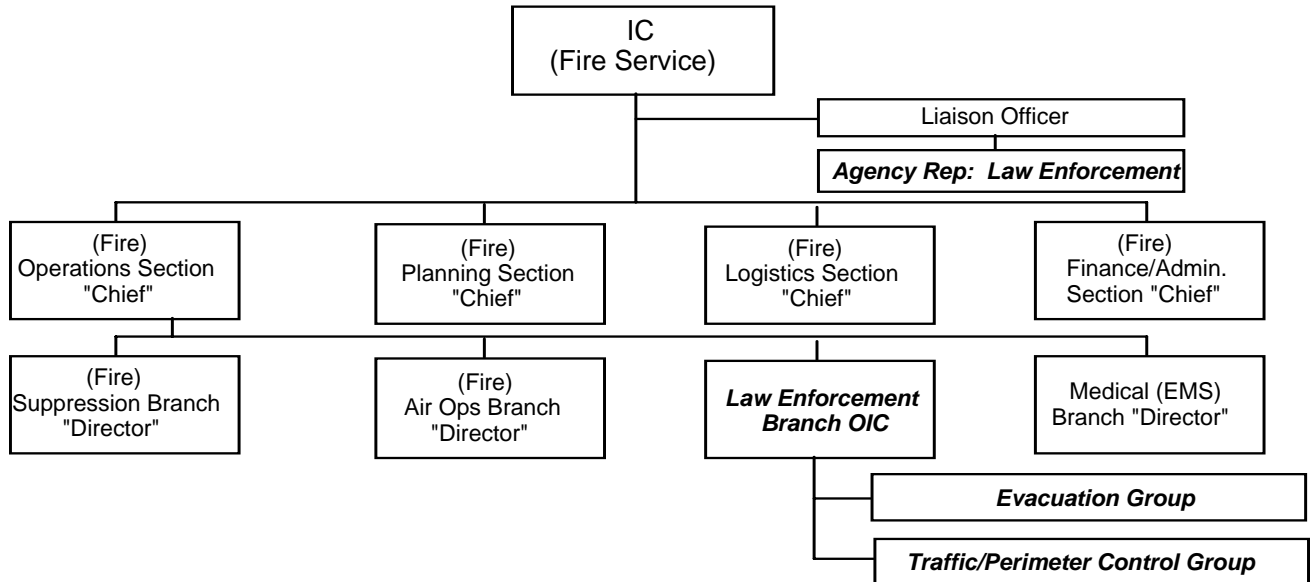 IC
(Fire Service)
Liaison Officer
Agency Rep:  Law Enforcement
(Fire)
Operations Section
"Chief"
(Fire)
Planning Section
"Chief"
(Fire)
Logistics Section
"Chief"
(Fire)
Finance/Admin.
Section "Chief"
(Fire)
Suppression Branch
"Director"
(Fire)
Air Ops Branch
"Director"
Law Enforcement
Branch OIC
Medical (EMS)
Branch "Director"
Evacuation Group
Traffic/Perimeter Control Group